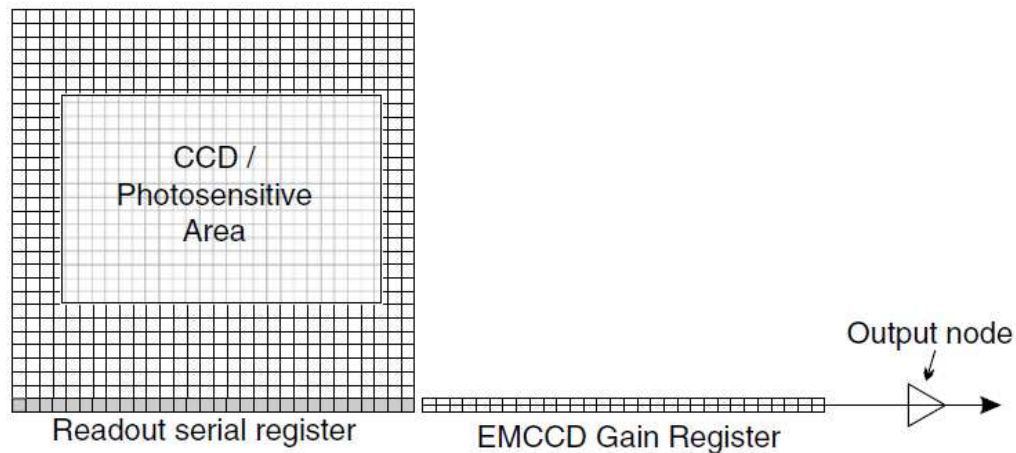 CCD /
Photosensitive
Area
Output node
Readout serial register
EMCCD Gain Register